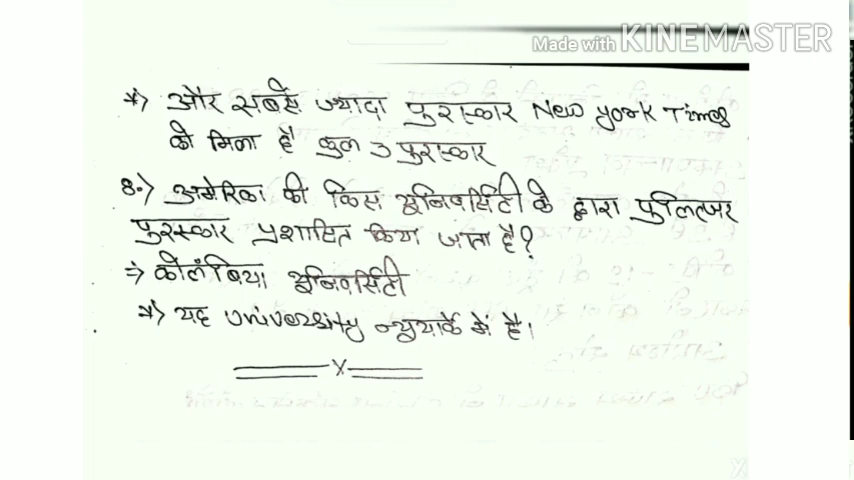 Made with KINEMASTER
*> और सबसे ज्यादा पुरस्कार New york Times
को मिला है कुल 3 पुरस्कार
8.> अमेरिका की किस यूनिवर्सिटी के द्वारा पुलित्जर
पुरस्कार प्रशासित किया जाता है?
⇒ कोलंबिया यूनिवर्सिटी
*> यह University न्यूयार्क में है।
X